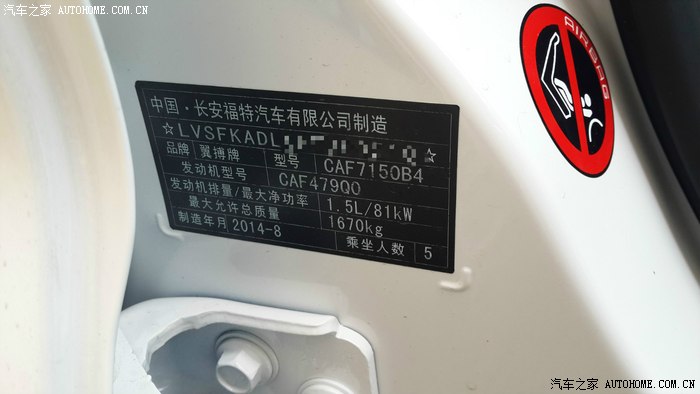 汽车之家 AUTOHOME.COM.CN
AIRBAG
中国·长安福特汽车有限公司制造
☆LVSFKADL ☆
品牌 翼搏牌 型号 CAF7150B4
发动机型号 CAF479Q0
发动机排量/最大净功率 1.5L/81kW
最大允许总质量 1670kg
制造年月 2014-8 乘坐人数 5
汽车之家 AUTOHOME.COM.CN